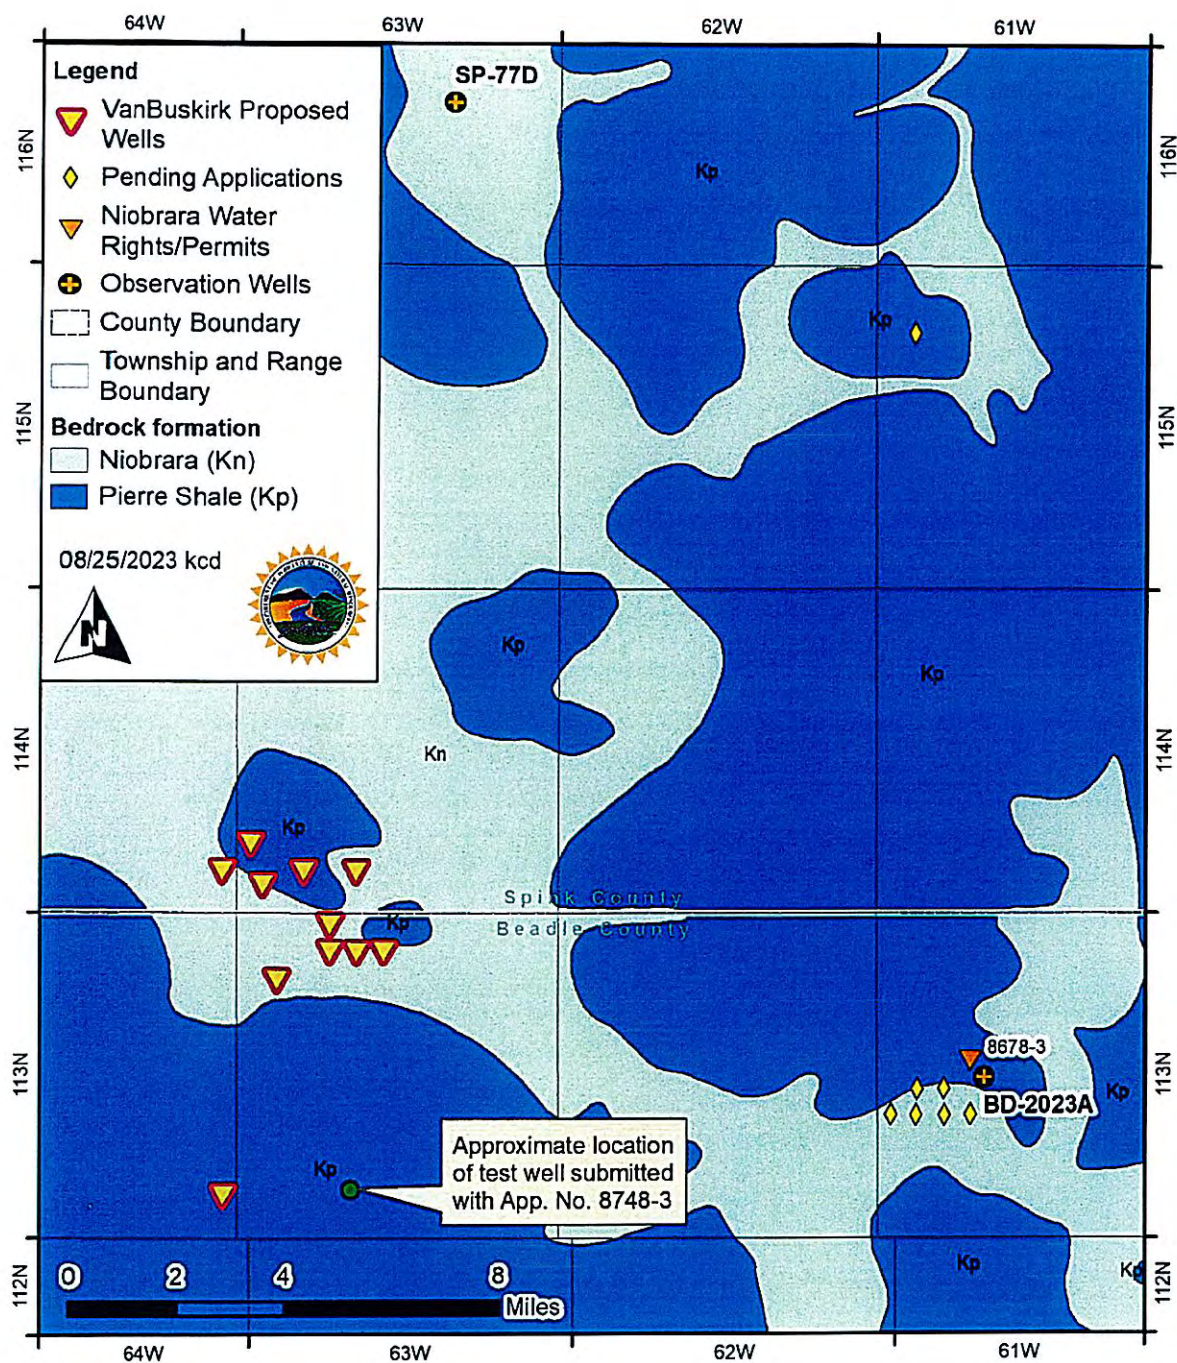 64W 63W 62W 61W
Legend
VanBuskirk Proposed
Wells
Pending Applications
Niobrara Water
Rights/Permits
Observation Wells
County Boundary
Township and Range
Boundary
Bedrock formation
Niobrara (Kn)
Pierre Shale (Kp)
08/25/2023 kcd
N
SP-77D
Kp
116N 116N
Kp
115N 115N
Kp
Kp
Kn
114N 114N
Kp
Spink County
Kp
Beadle County
8678-3
113N 113N
BD-2023A
Kp
Approximate location
of test well submitted
with App. No. 8748-3
Kp
Kp
Kp
112N 112N
0 2 4 8
Miles
64W 63W 62W 61W